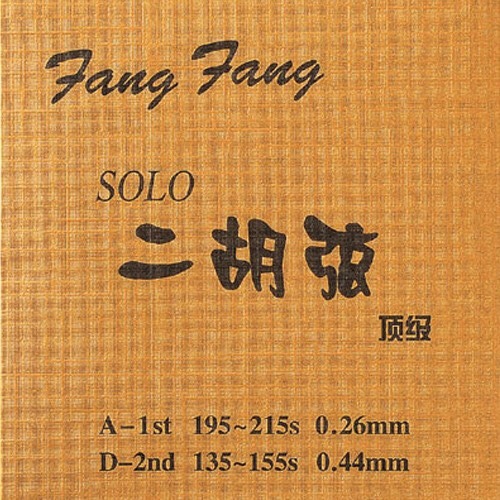 Fang Fang
SOLO
二胡弦
顶级
A-1st 195~215s 0.26mm
D-2nd 135~155s 0.44mm